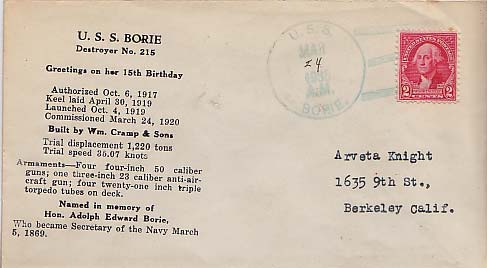 U. S. S. BORIE
Destroyer No. 215
Greetings on her 15th Birthday
Authorized Oct. 6, 1917
Keel laid April 30, 1919
Launched Oct. 4, 1919
Commissioned March 24, 1920
Built by Wm. Cramp & Sons
Trial displacement 1,220 tons
Trial speed 35.07 knots
Armaments—Four four-inch 50 caliber
guns; one three-inch 23 caliber anti-air-
craft gun; four twenty-one inch triple
torpedo tubes on deck.
Named in memory of
Hon. Adolph Edward Borie,
Who became Secretary of the Navy March
5, 1869.
U. S. S.
MAR
24
A.M.
BORIE.
2 2
Arveta Knight
1635 9th St.,
Berkeley Calif.